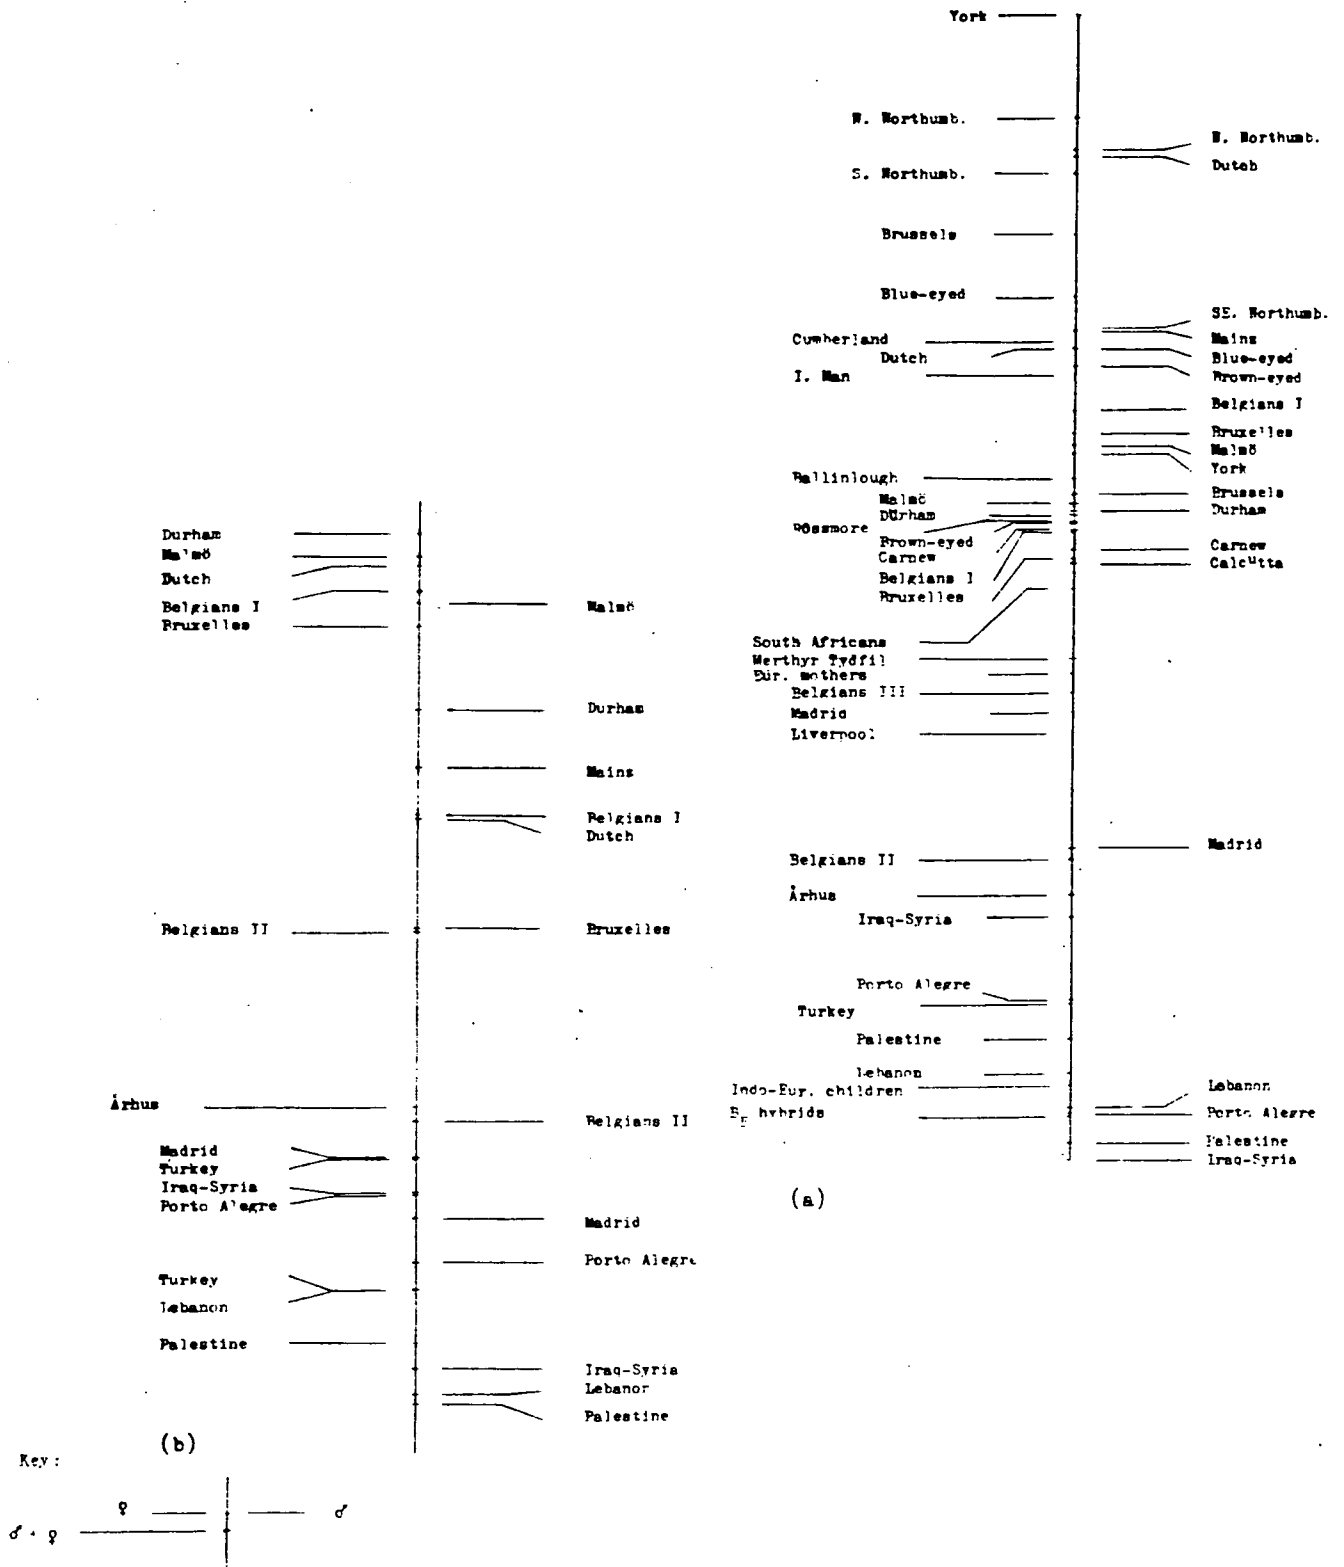 York
W. Northumb.
S. Northumb.
Brussels
Blue-eyed
Cumberland
Dutch
I. Man
Ballinlough
Malmö
Durham
Rossmore
Brown-eyed
Carnew
Belgians I
Bruxelles
South Africans
Merthyr Tydfil
Eur. mothers
Belgians III
Madrid
Liverpool
Belgians II
Århus
Iraq-Syria
Porto Alegre
Turkey
Palestine
Lebanon
Indo-Eur. children
hybrids
W. Northumb.
Dutch
SE. Northumb.
Mainz
Blue-eyed
Brown-eyed
Belgians I
Bruxelles
Malmö
York
Brussels
Durham
Carnew
Calcutta
Madrid
Lebanon
Porto Alegre
Palestine
Iraq-Syria
(a)
Durham
Malmö
Dutch
Belgians I
Bruxelles
Belgians II
Århus
Madrid
Turkey
Iraq-Syria
Porto Alegre
Turkey
Lebanon
Palestine
Malmö
Durham
Mainz
Belgians I
Dutch
Bruxelles
Belgians II
Madrid
Porto Alegre
Iraq-Syria
Lebanon
Palestine
(b)
Key:
♀ ♂
♂ + ♀